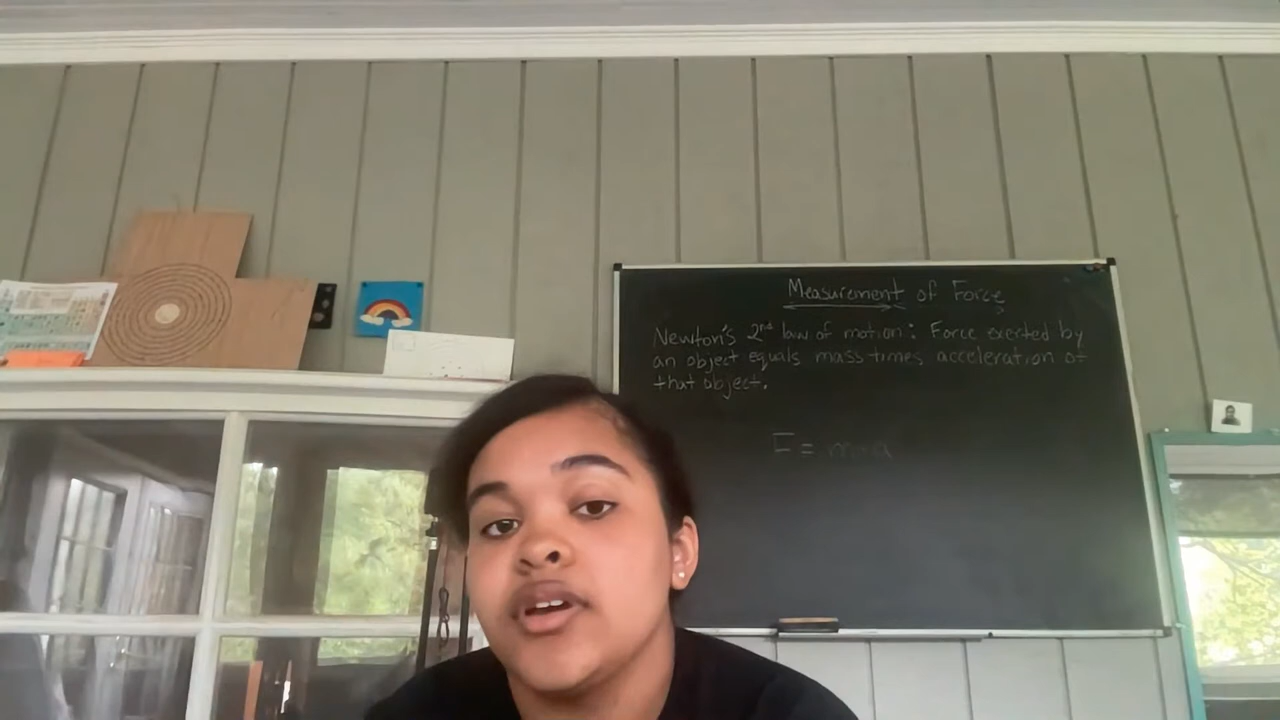 Measurement of Force
Newton's 2nd law of motion: Force exerted by
an object equals mass times acceleration of
that object.
F = m·a